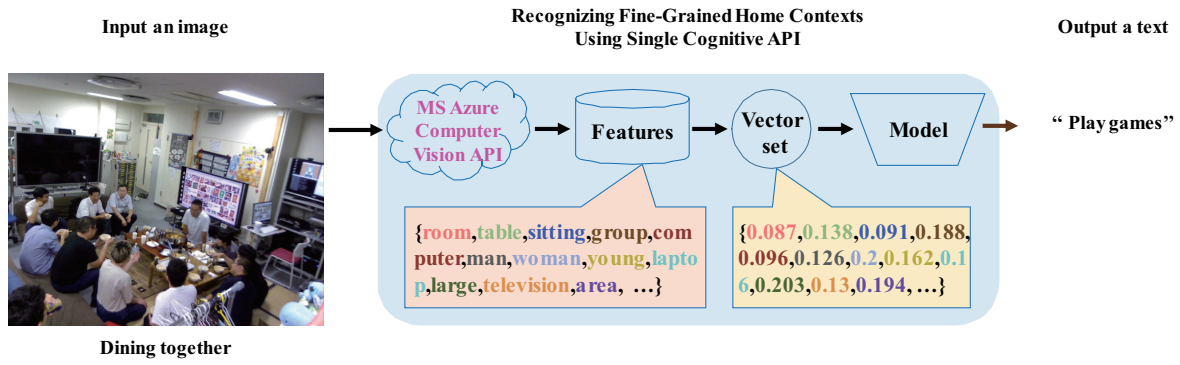 Input an image
Recognizing Fine-Grained Home Contexts
Using Single Cognitive API
Output a text
MS Azure
Computer
Vision API
Features
Vector
set
Model
“ Play games”
{room,table,sitting,group,com
puter,man,woman,young,lapto
p,large,television,area, …}
{0.087,0.138,0.091,0.188,
0.096,0.126,0.2,0.162,0.1
6,0.203,0.13,0.194, …}
Dining together